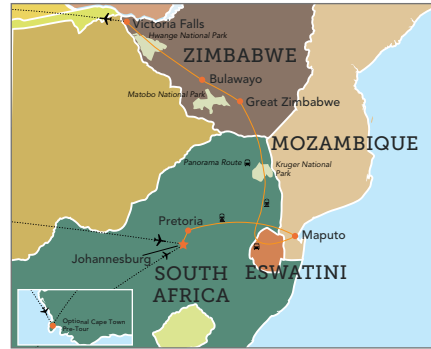 Victoria Falls
Hwange National Park
ZIMBABWE
Bulawayo
Matobo National Park
Great Zimbabwe
MOZAMBIQUE
Panorama Route
Kruger National
Park
Pretoria
Maputo
Johannesburg
SOUTH
AFRICA
ESWATINI
Optional Cape Town
Pre-Tour